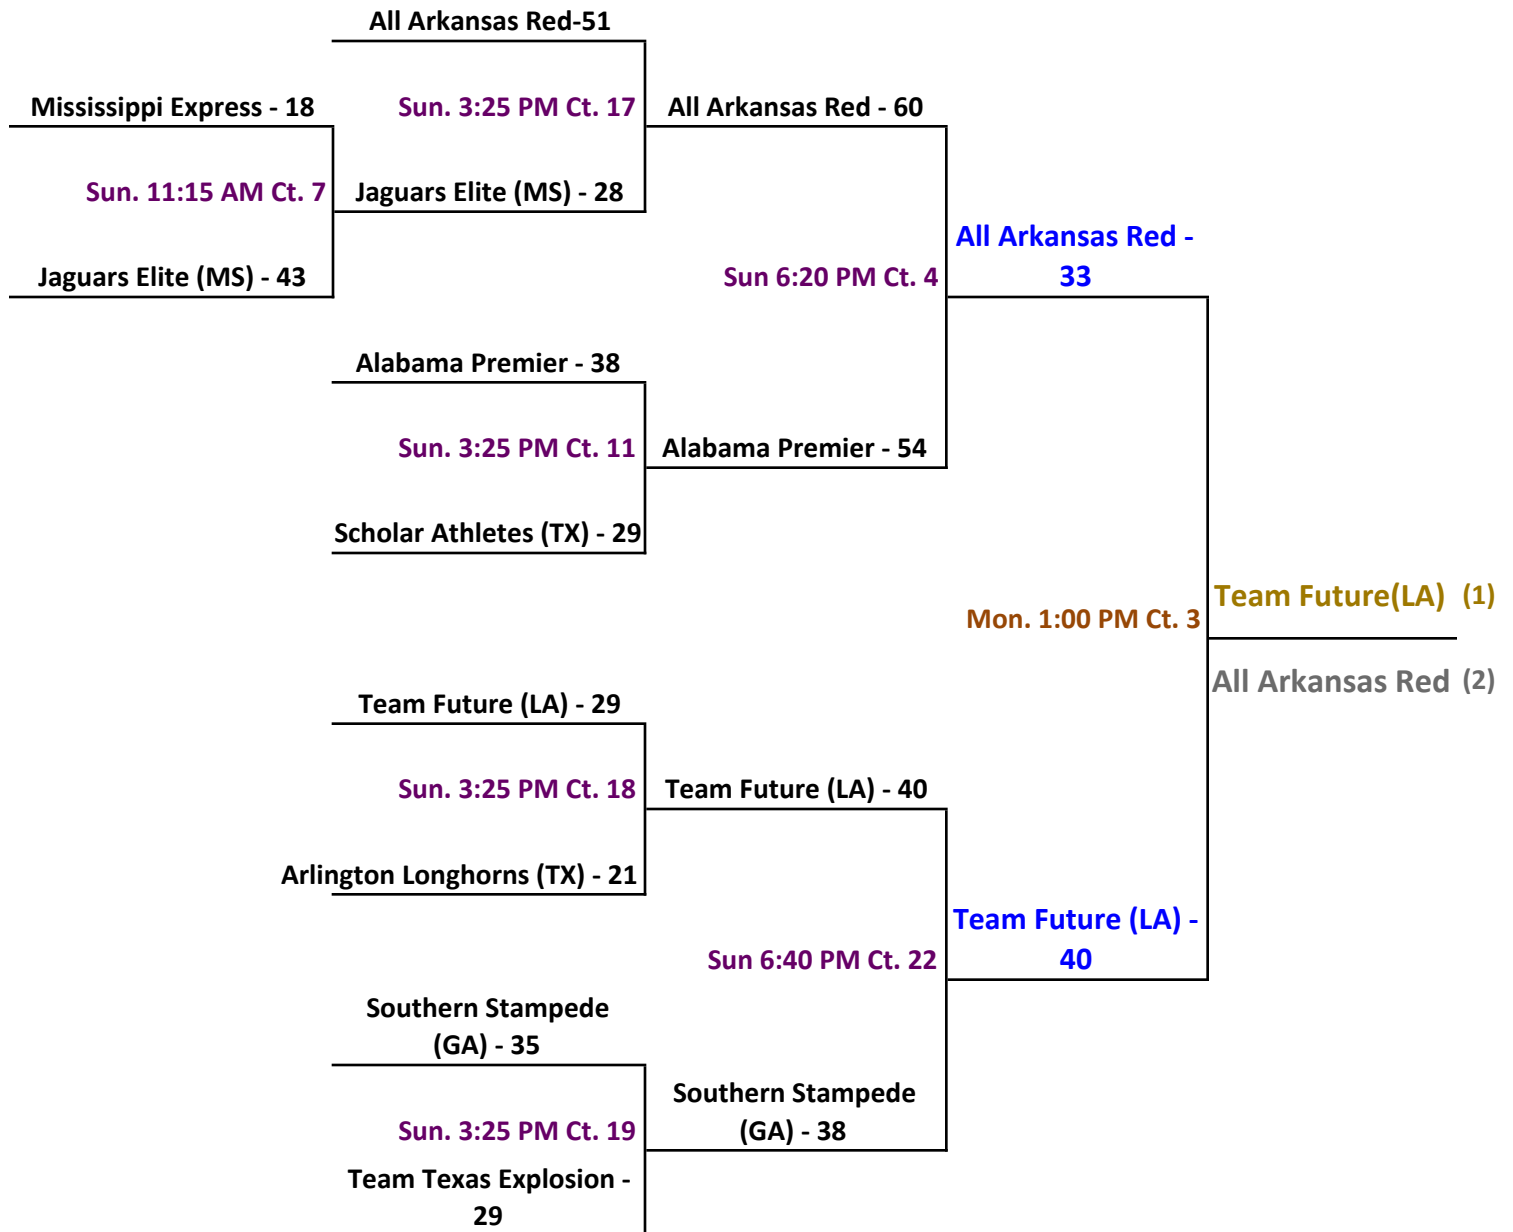 All Arkansas Red-51
Mississippi Express - 18
Sun. 3:25 PM Ct. 17
All Arkansas Red - 60
Sun. 11:15 AM Ct. 7
Jaguars Elite (MS) - 28
All Arkansas Red -
33
Jaguars Elite (MS) - 43
Sun 6:20 PM Ct. 4
Alabama Premier - 38
Sun. 3:25 PM Ct. 11
Alabama Premier - 54
Scholar Athletes (TX) - 29
Team Future(LA) (1)
Mon. 1:00 PM Ct. 3
All Arkansas Red (2)
Team Future (LA) - 29
Sun. 3:25 PM Ct. 18
Team Future (LA) - 40
Arlington Longhorns (TX) - 21
Team Future (LA) -
40
Sun 6:40 PM Ct. 22
Southern Stampede
(GA) - 35
Southern Stampede
(GA) - 38
Sun. 3:25 PM Ct. 19
Team Texas Explosion -
29